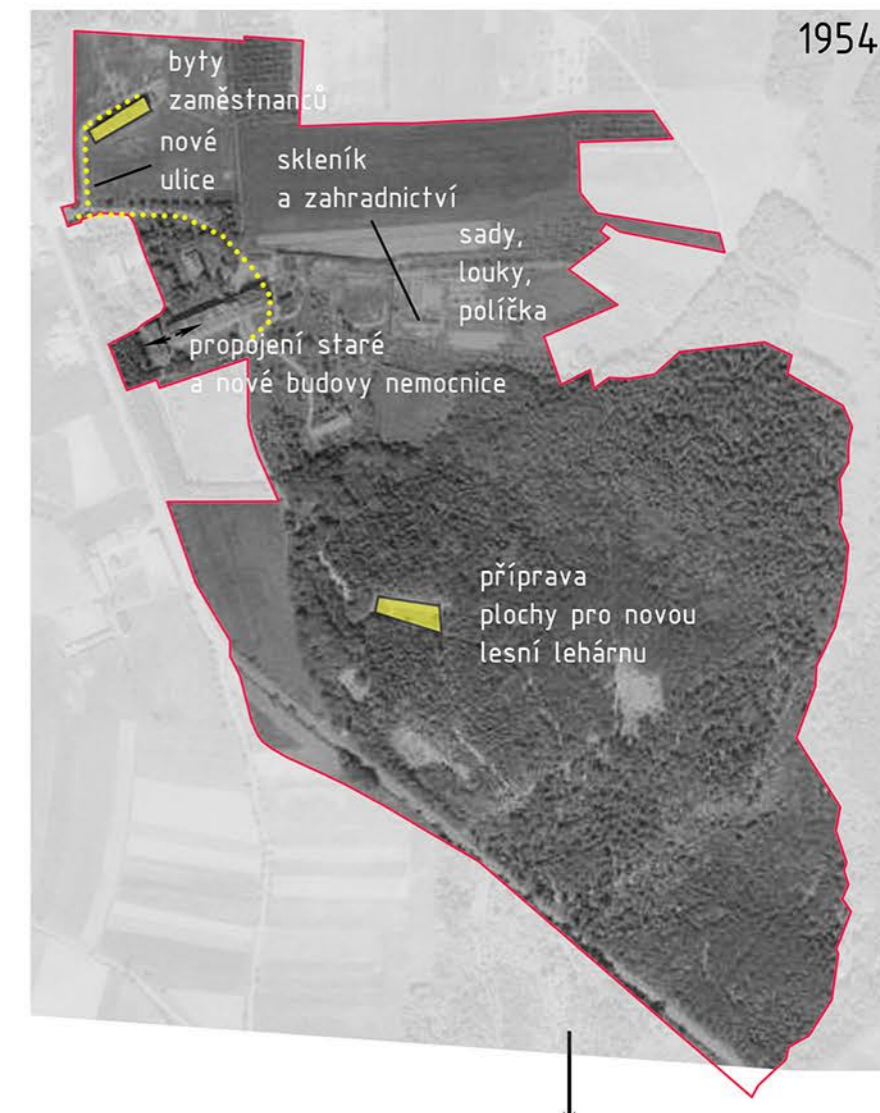 1954
byty
zaměstnanců
nové
ulice
skleník
a zahradnictví
sady,
louky,
políčka
propojení staré
a nové budovy nemocnice
příprava
plochy pro novou
lesní lehárnu